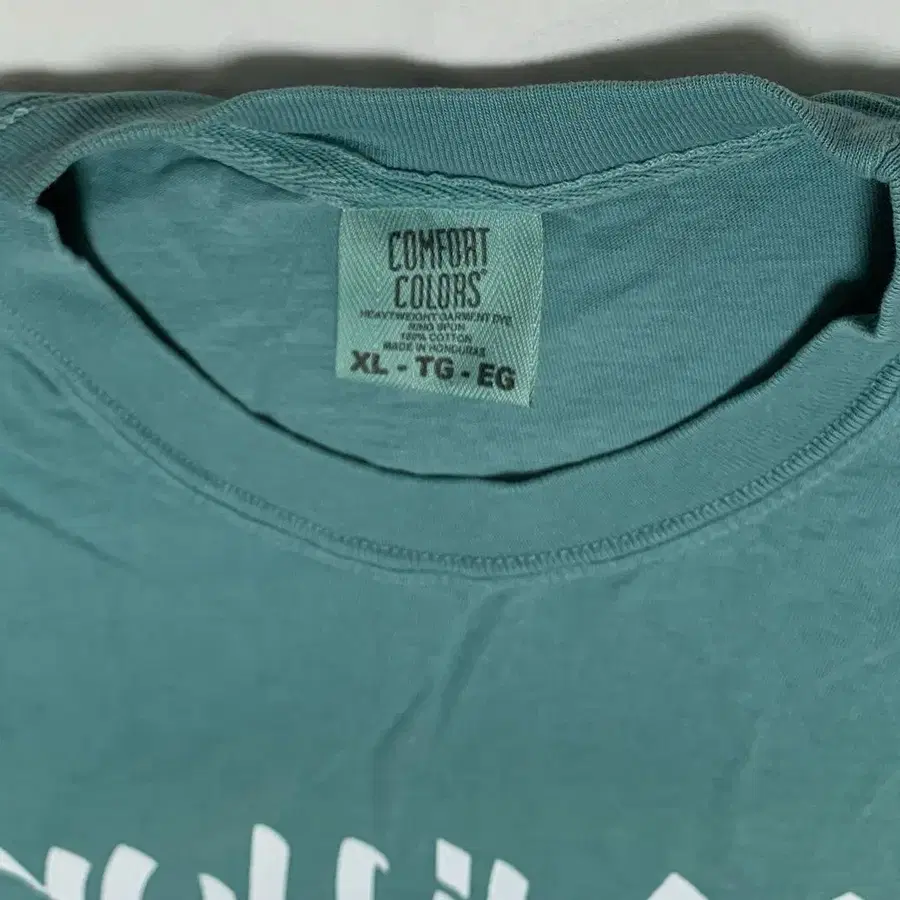 COMFORT
COLORS®
HEAVYWEIGHT GARMENT DYE
RING SPUN
100% COTTON
MADE IN HONDURAS
XL - TG - EG